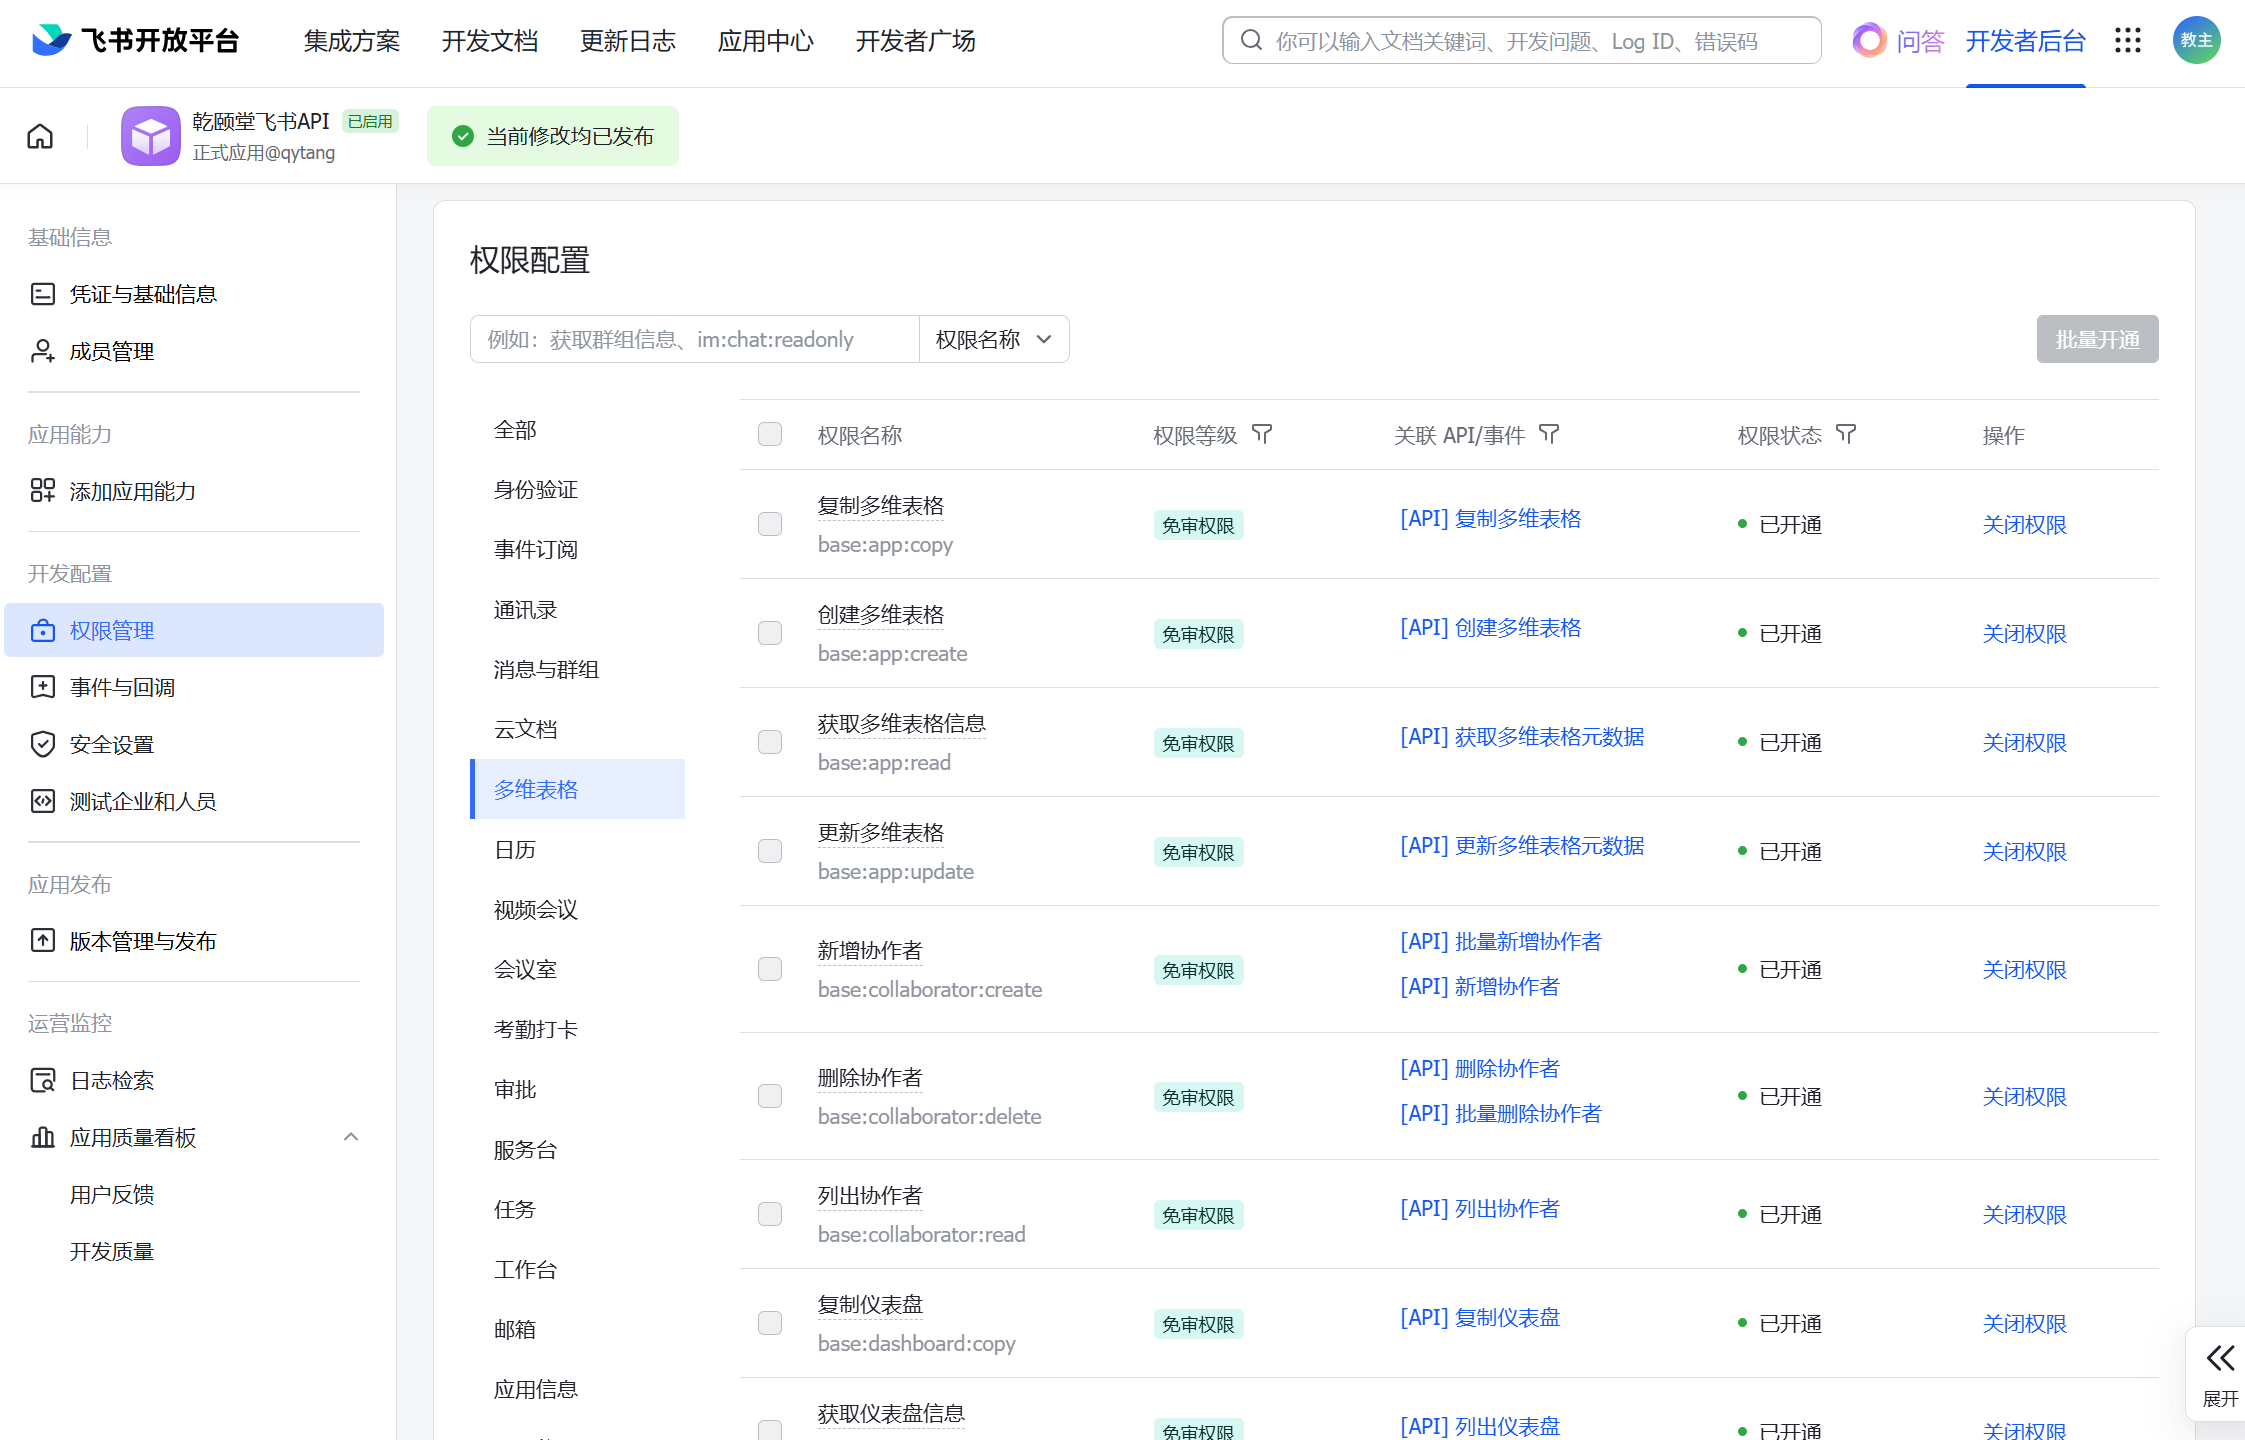 飞书开放平台
集成方案 开发文档 更新日志 应用中心 开发者广场
你可以输入文档关键词、开发问题、Log ID、错误码
问答 开发者后台
教主
乾颐堂飞书API 已启用
正式应用@qytang
当前修改均已发布
基础信息
凭证与基础信息
成员管理
应用能力
添加应用能力
开发配置
权限管理
事件与回调
安全设置
测试企业和人员
应用发布
版本管理与发布
运营监控
日志检索
应用质量看板
用户反馈
开发质量
权限配置
例如：获取群组信息、im:chat:readonly 权限名称
批量开通
全部
身份验证
事件订阅
通讯录
消息与群组
云文档
多维表格
日历
视频会议
会议室
考勤打卡
审批
服务台
任务
工作台
邮箱
应用信息
权限名称 权限等级 关联 API/事件 权限状态 操作
复制多维表格
base:app:copy
免审权限 [API] 复制多维表格 已开通 关闭权限
创建多维表格
base:app:create
免审权限 [API] 创建多维表格 已开通 关闭权限
获取多维表格信息
base:app:read
免审权限 [API] 获取多维表格元数据 已开通 关闭权限
更新多维表格
base:app:update
免审权限 [API] 更新多维表格元数据 已开通 关闭权限
新增协作者
base:collaborator:create
免审权限 [API] 批量新增协作者
[API] 新增协作者
已开通 关闭权限
删除协作者
base:collaborator:delete
免审权限 [API] 删除协作者
[API] 批量删除协作者
已开通 关闭权限
列出协作者
base:collaborator:read
免审权限 [API] 列出协作者 已开通 关闭权限
复制仪表盘
base:dashboard:copy
免审权限 [API] 复制仪表盘 已开通 关闭权限
获取仪表盘信息
免审权限 [API] 列出仪表盘 已开通 关闭权限
展开